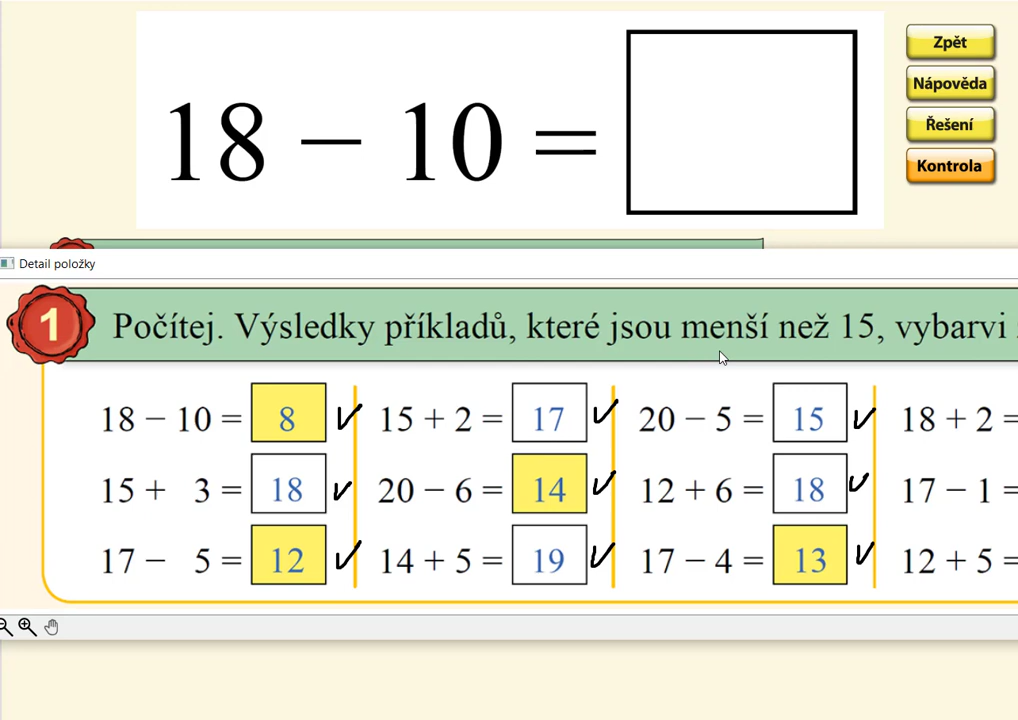 18 − 10 =
Zpět
Nápověda
Řešení
Kontrola
Detail položky
1 Počítej. Výsledky příkladů, které jsou menší než 15, vybarvi
18 − 10 = 8 ✓ 15 + 2 = 17 ✓ 20 − 5 = 15 ✓ 18 + 2 =
15 + 3 = 18 ✓ 20 − 6 = 14 ✓ 12 + 6 = 18 ✓ 17 − 1 =
17 − 5 = 12 ✓ 14 + 5 = 19 ✓ 17 − 4 = 13 ✓ 12 + 5 =